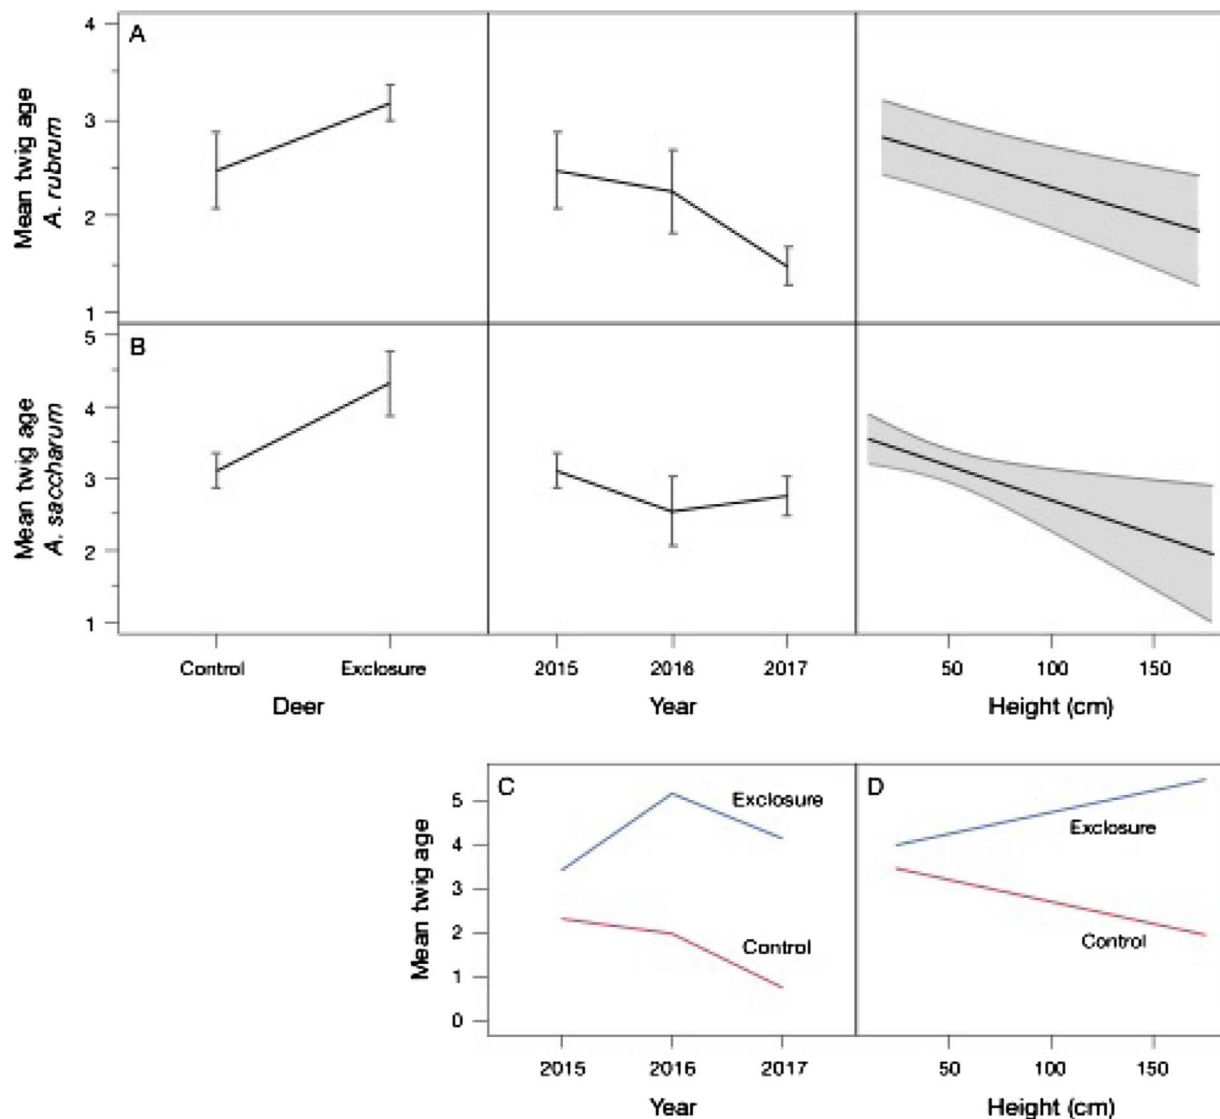 A
4
3
2
1
Mean twig age
A. rubrum
B
5
4
3
2
1
Mean twig age
A. saccharum
Control Exclosure 2015 2016 2017 50 100 150
Deer Year Height (cm)
C Exclosure Control
D Exclosure Control
5
4
3
2
1
0
Mean twig age
2015 2016 2017 50 100 150
Year Height (cm)